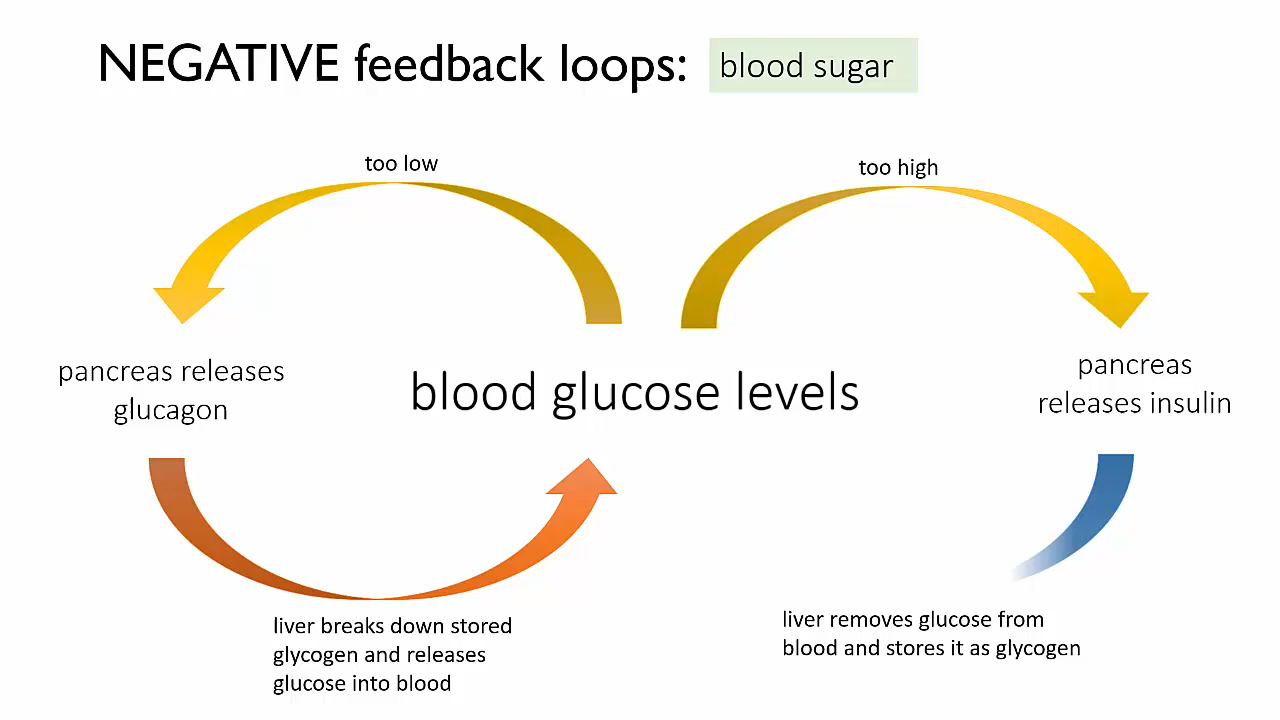 NEGATIVE feedback loops: blood sugar
too low
too high
pancreas releases
glucagon
blood glucose levels
pancreas
releases insulin
liver breaks down stored
glycogen and releases
glucose into blood
liver removes glucose from
blood and stores it as glycogen